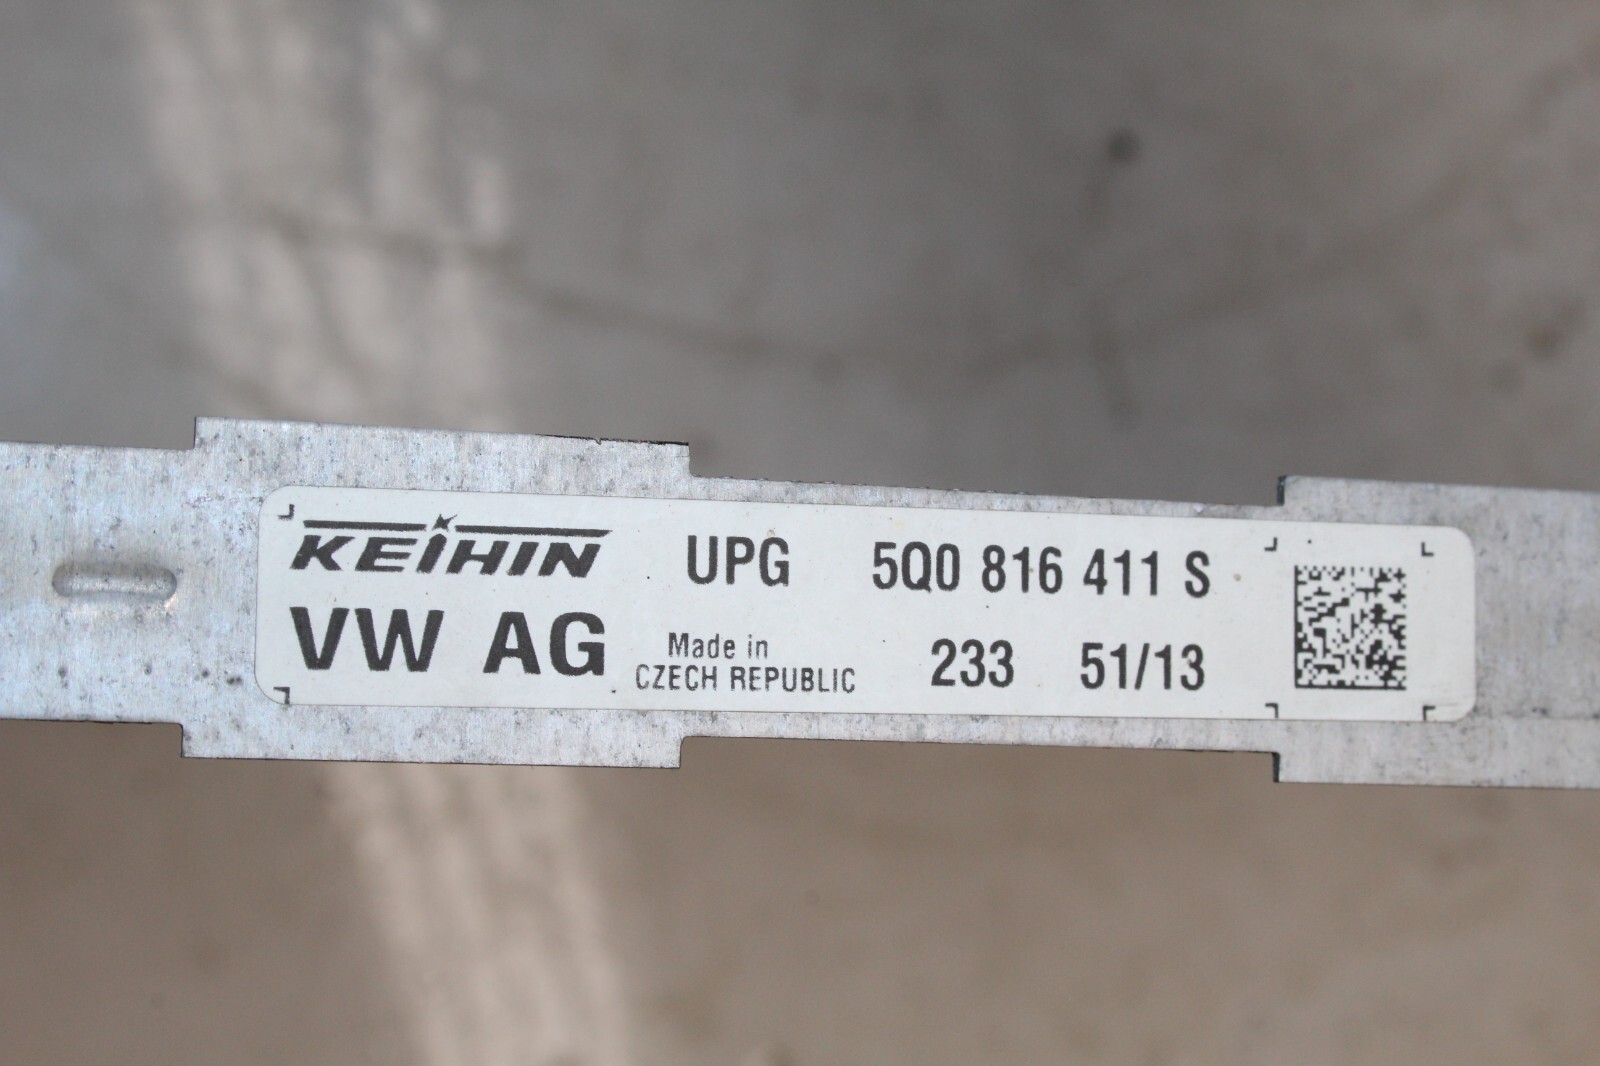 KEIHIN UPG 5Q0 816 411 S
VW AG Made in 233 51/13
CZECH REPUBLIC